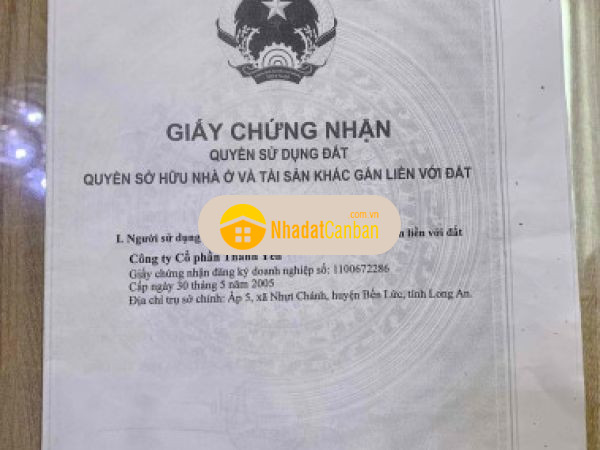 GIẤY CHỨNG NHẬN
QUYỀN SỬ DỤNG ĐẤT
QUYỀN SỞ HỮU NHÀ Ở VÀ TÀI SẢN KHÁC GẮN LIỀN VỚI ĐẤT
.com.vn
NhadatCanban
I. Người sử dụng liền với đất
Công ty Cổ phần Thành
Giấy chứng nhận đăng ký doanh nghiệp số: 1100672286
Cấp ngày 30 tháng 5 năm 2005
Địa chỉ trụ sở chính: Ấp 5, xã Nhựt Chánh, huyện Bến Lức, tỉnh Long An.